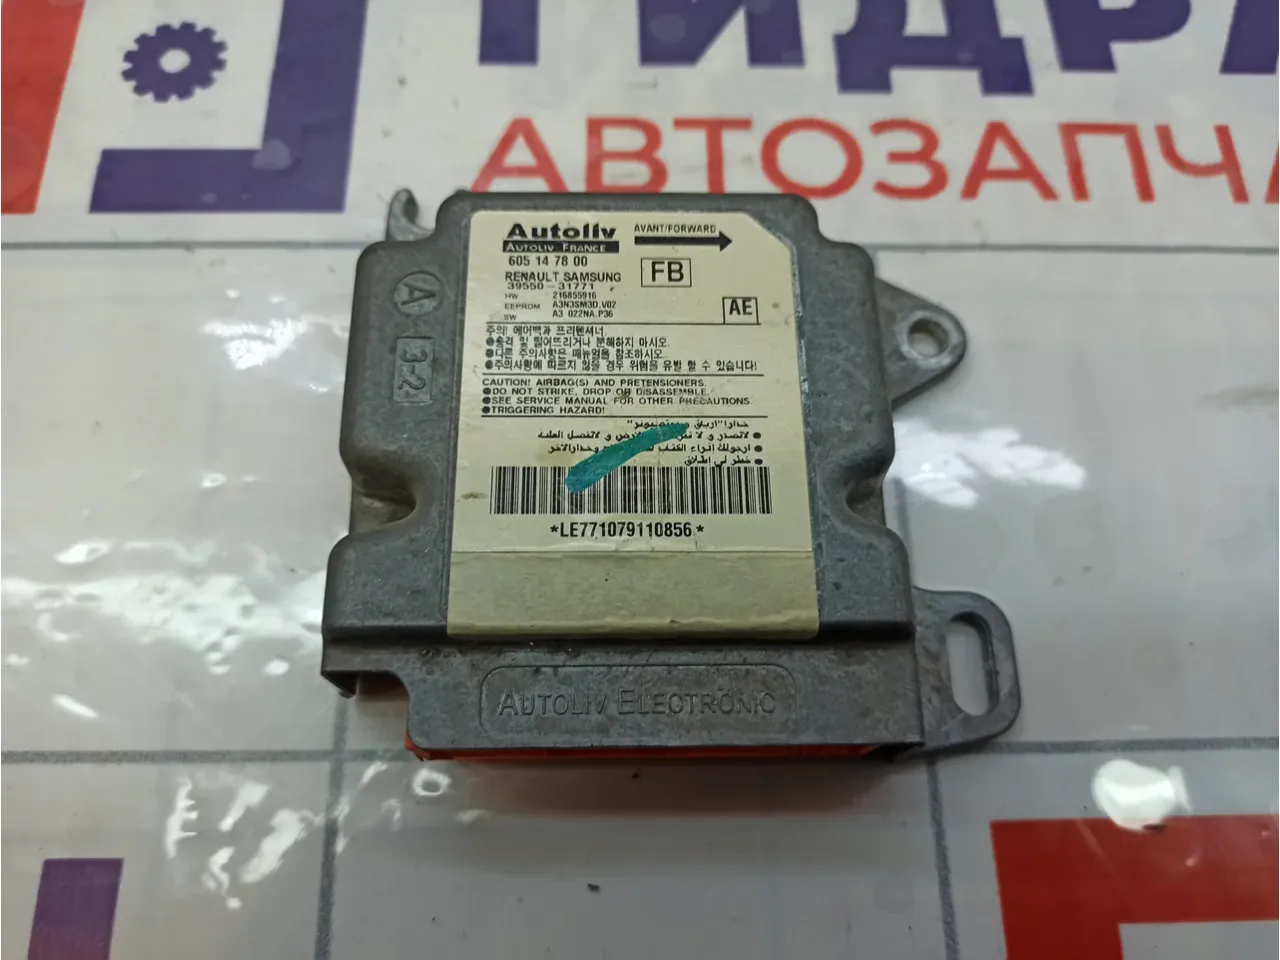 АВТОЗАПЧА
Autoliv
AUTOLIV FRANCE
AVANT/FORWARD
605 14 78 00
RENAULT SAMSUNG
39550-31771
FB
HW 216855916
EEPROM A3N3SM3D.V02
SW A3 022NA.P36
AE
A
3-2
주의! 에어백과 프리텐셔너.
●충격 및 떨어뜨리거나 분해하지 마시오.
●다른 주의사항은 매뉴얼을 참조하시오.
●주의사항에 따르지 않을 경우 위험을 유발 할 수 있습니다!
CAUTION! AIRBAG(S) AND PRETENSIONERS.
●DO NOT STRIKE, DROP OR DISASSEMBLE.
●SEE SERVICE MANUAL FOR OTHER PRECAUTIONS.
●TRIGGERING HAZARD!
*LE771079110856*
AUTOLIV ELECTRONIC